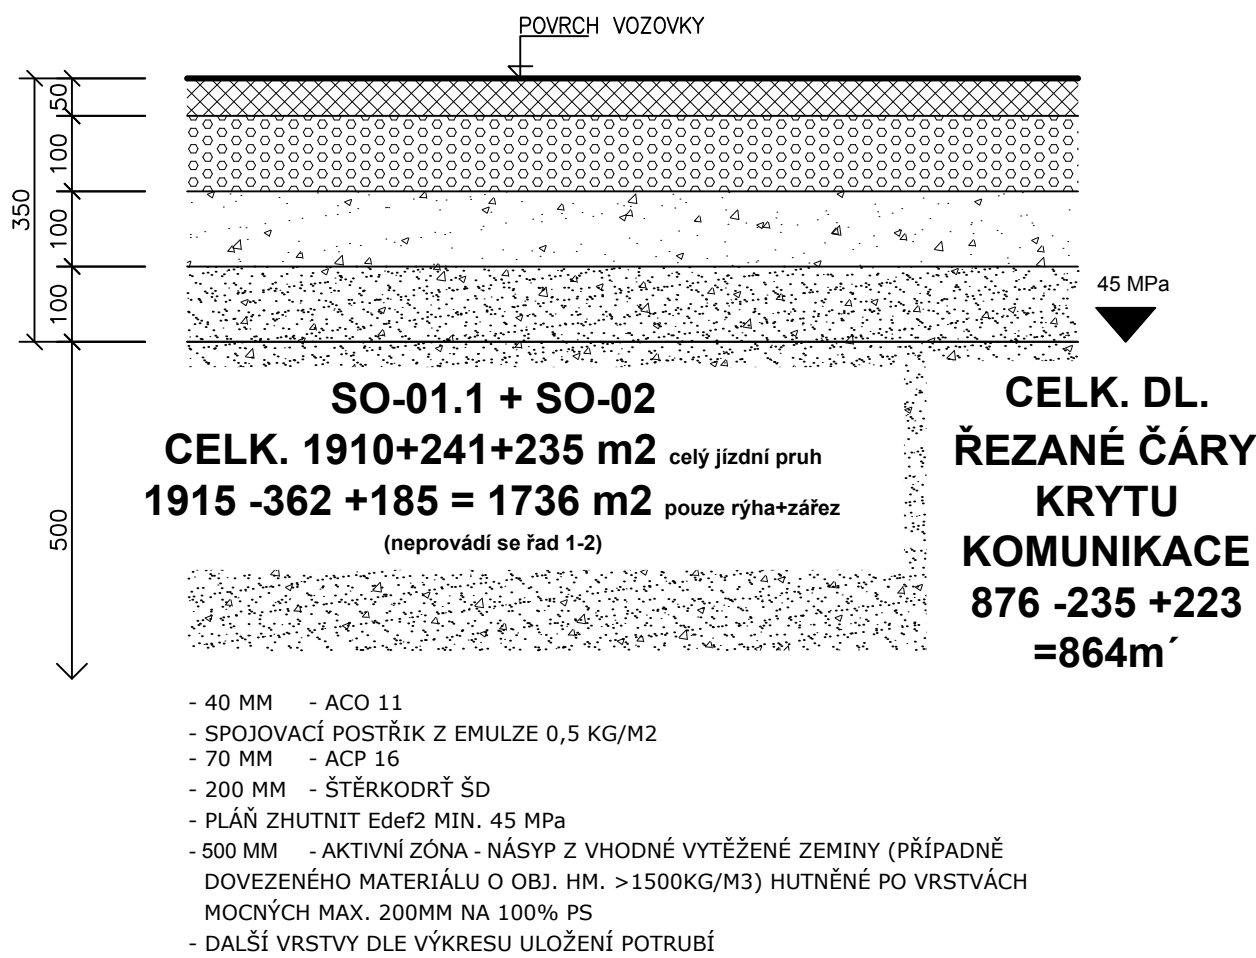 POVRCH VOZOVKY
50
100
100
100
350
500
45 MPa
SO-01.1 + SO-02
CELK. 1910+241+235 m2 celý jízdní pruh
1915 -362 +185 = 1736 m2 pouze rýha+zářez
(neprovádí se řad 1-2)
CELK. DL.
ŘEZANÉ ČÁRY
KRYTU
KOMUNIKACE
876 -235 +223
=864m´
- 40 MM - ACO 11
- SPOJOVACÍ POSTŘIK Z EMULZE 0,5 KG/M2
- 70 MM - ACP 16
- 200 MM - ŠTĚRKODRŤ ŠD
- PLÁŇ ZHUTNIT Edef2 MIN. 45 MPa
- 500 MM - AKTIVNÍ ZÓNA - NÁSYP Z VHODNÉ VYTĚŽENÉ ZEMINY (PŘÍPADNĚ
DOVEZENÉHO MATERIÁLU O OBJ. HM. >1500KG/M3) HUTNĚNÉ PO VRSTVÁCH
MOCNÝCH MAX. 200MM NA 100% PS
- DALŠÍ VRSTVY DLE VÝKRESU ULOŽENÍ POTRUBÍ